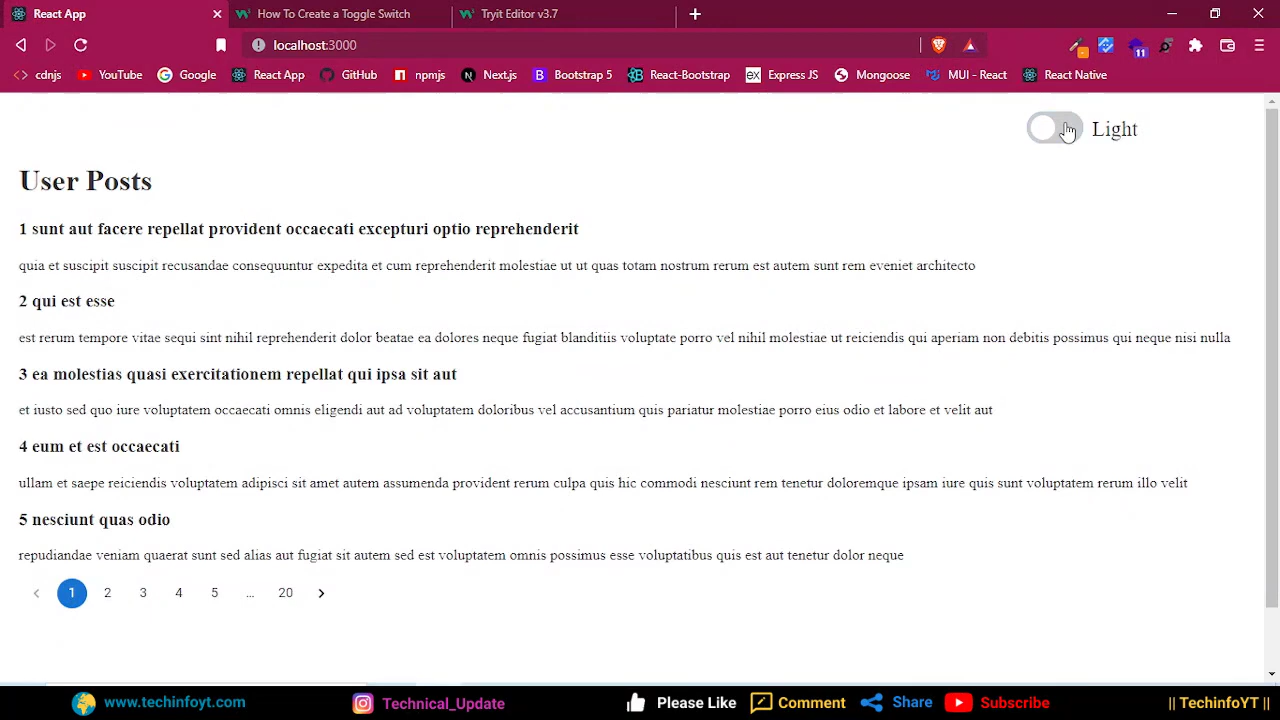 React App
How To Create a Toggle Switch
Tryit Editor v3.7
localhost:3000
11
cdnjs YouTube Google React App GitHub npmjs Next.js Bootstrap 5 React-Bootstrap Express JS Mongoose MUI - React React Native
Light
User Posts
1 sunt aut facere repellat provident occaecati excepturi optio reprehenderit
quia et suscipit suscipit recusandae consequuntur expedita et cum reprehenderit molestiae ut ut quas totam nostrum rerum est autem sunt rem eveniet architecto
2 qui est esse
est rerum tempore vitae sequi sint nihil reprehenderit dolor beatae ea dolores neque fugiat blanditiis voluptate porro vel nihil molestiae ut reiciendis qui aperiam non debitis possimus qui neque nisi nulla
3 ea molestias quasi exercitationem repellat qui ipsa sit aut
et iusto sed quo iure voluptatem occaecati omnis eligendi aut ad voluptatem doloribus vel accusantium quis pariatur molestiae porro eius odio et labore et velit aut
4 eum et est occaecati
ullam et saepe reiciendis voluptatem adipisci sit amet autem assumenda provident rerum culpa quis hic commodi nesciunt rem tenetur doloremque ipsam iure quis sunt voluptatem rerum illo velit
5 nesciunt quas odio
repudiandae veniam quaerat sunt sed alias aut fugiat sit autem sed est voluptatem omnis possimus esse voluptatibus quis est aut tenetur dolor neque
‹ 1 2 3 4 5 ... 20 ›
www.techinfoyt.com Technical_Update Please Like Comment Share Subscribe || TechinfoYT ||